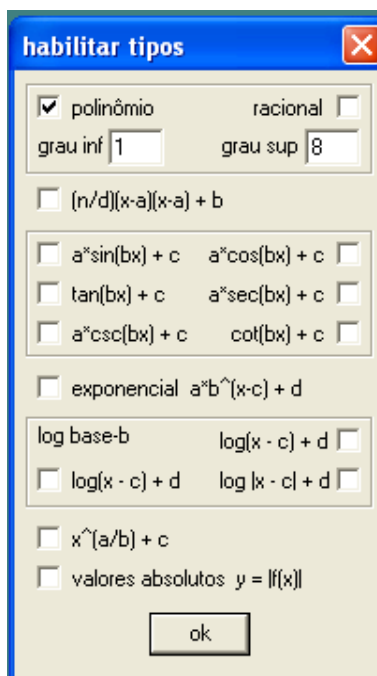 habilitar tipos
polinômio racional
grau inf 1 grau sup 8
(n/d)(x-a)(x-a) + b
a*sin(bx) + c a*cos(bx) + c
tan(bx) + c a*sec(bx) + c
a*csc(bx) + c cot(bx) + c
exponencial a*b^(x-c) + d
log base-b log(x - c) + d
log(x - c) + d log |x - c| + d
x^(a/b) + c
valores absolutos y = |f(x)|
ok